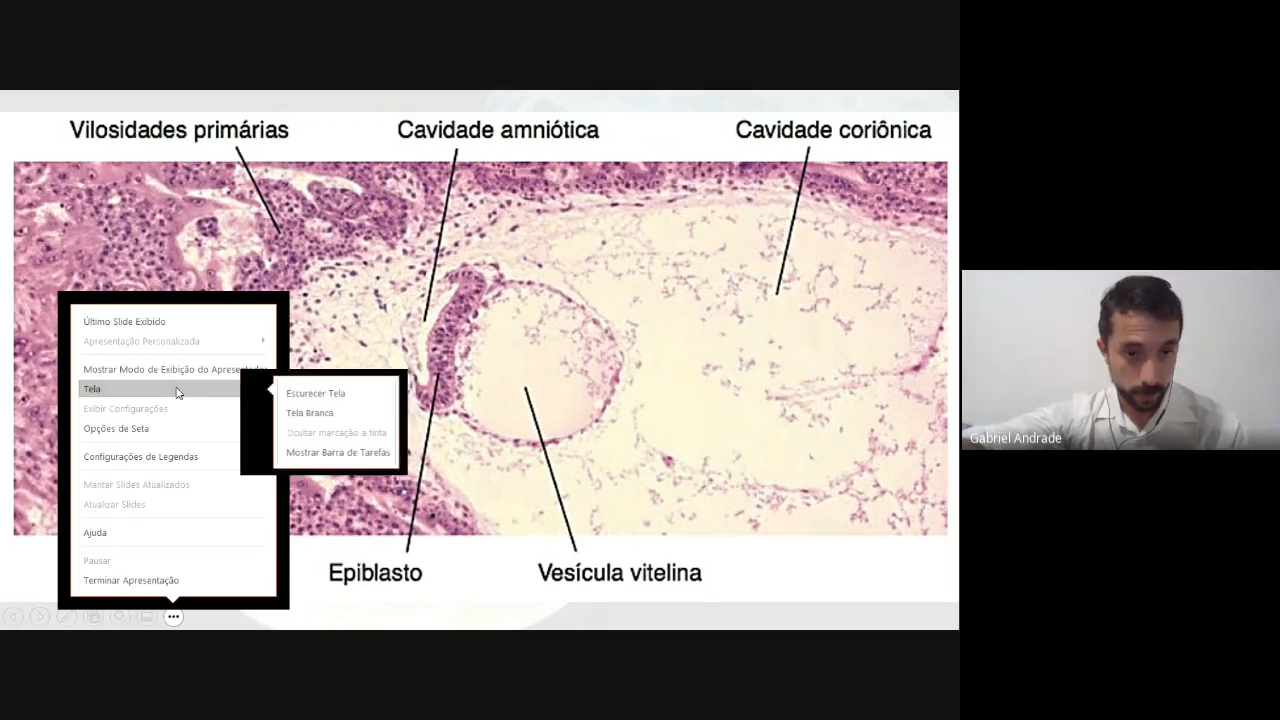 Vilosidades primárias
Cavidade amniótica
Cavidade coriônica
Último Slide Exibido
Apresentação Personalizada
Mostrar Modo de Exibição do Apresentador
Tela
Exibir Configurações
Opções de Seta
Configurações de Legendas
Manter Slides Atualizados
Atualizar Slides
Ajuda
Pausar
Terminar Apresentação
Escurecer Tela
Tela Branca
Ocultar marcação a tinta
Mostrar Barra de Tarefas
Epiblasto
Vesícula vitelina
Gabriel Andrade